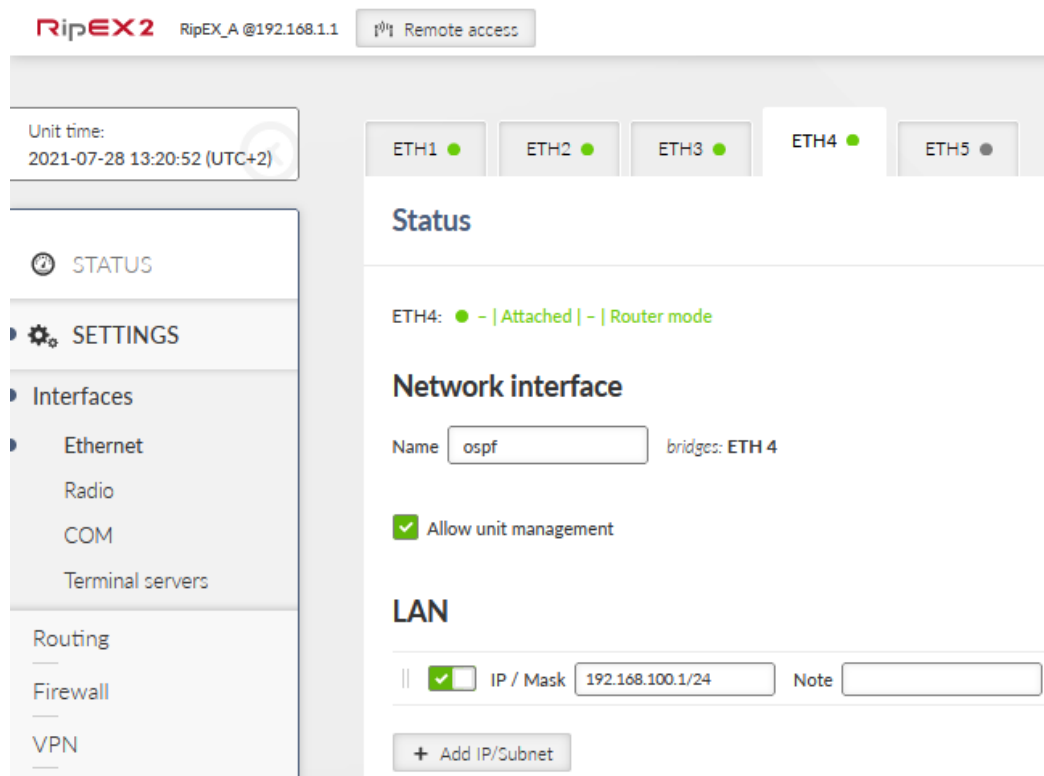 RipEX2 RipEX_A @192.168.1.1 Remote access
Unit time:
2021-07-28 13:20:52 (UTC+2)
ETH1 ETH2 ETH3 ETH4 ETH5
Status
STATUS
ETH4: – | Attached | – | Router mode
SETTINGS
Network interface
Interfaces
Name ospf bridges: ETH 4
Ethernet
Radio
Allow unit management
COM
Terminal servers
LAN
Routing
IP / Mask 192.168.100.1/24 Note
Firewall
VPN
+ Add IP/Subnet